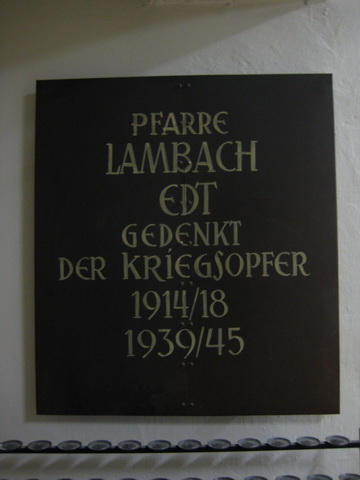 PFARRE
LAMBACH
EDT
GEDENKT
DER KRIEGSOPFER
1914/18
1939/45